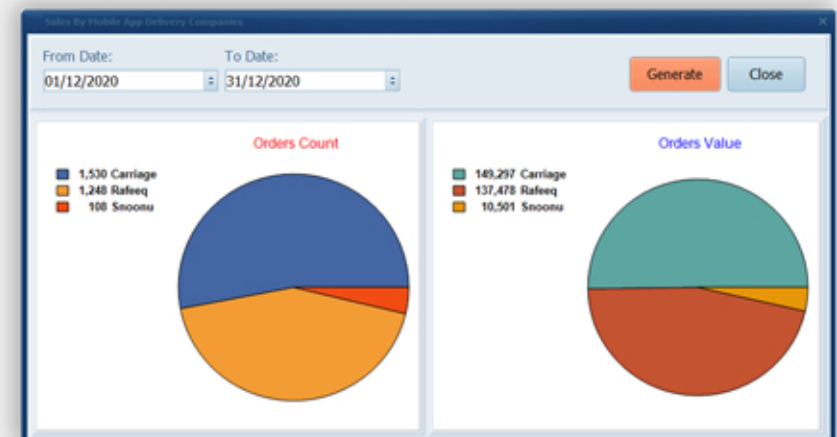 Sales By Mobile App Delivery Companies
From Date:
To Date:
01/12/2020
31/12/2020
Generate
Close
Orders Count
1,530 Carriage
1,248 Rafeeq
108 Snoonu
Orders Value
149,297 Carriage
137,478 Rafeeq
10,501 Snoonu